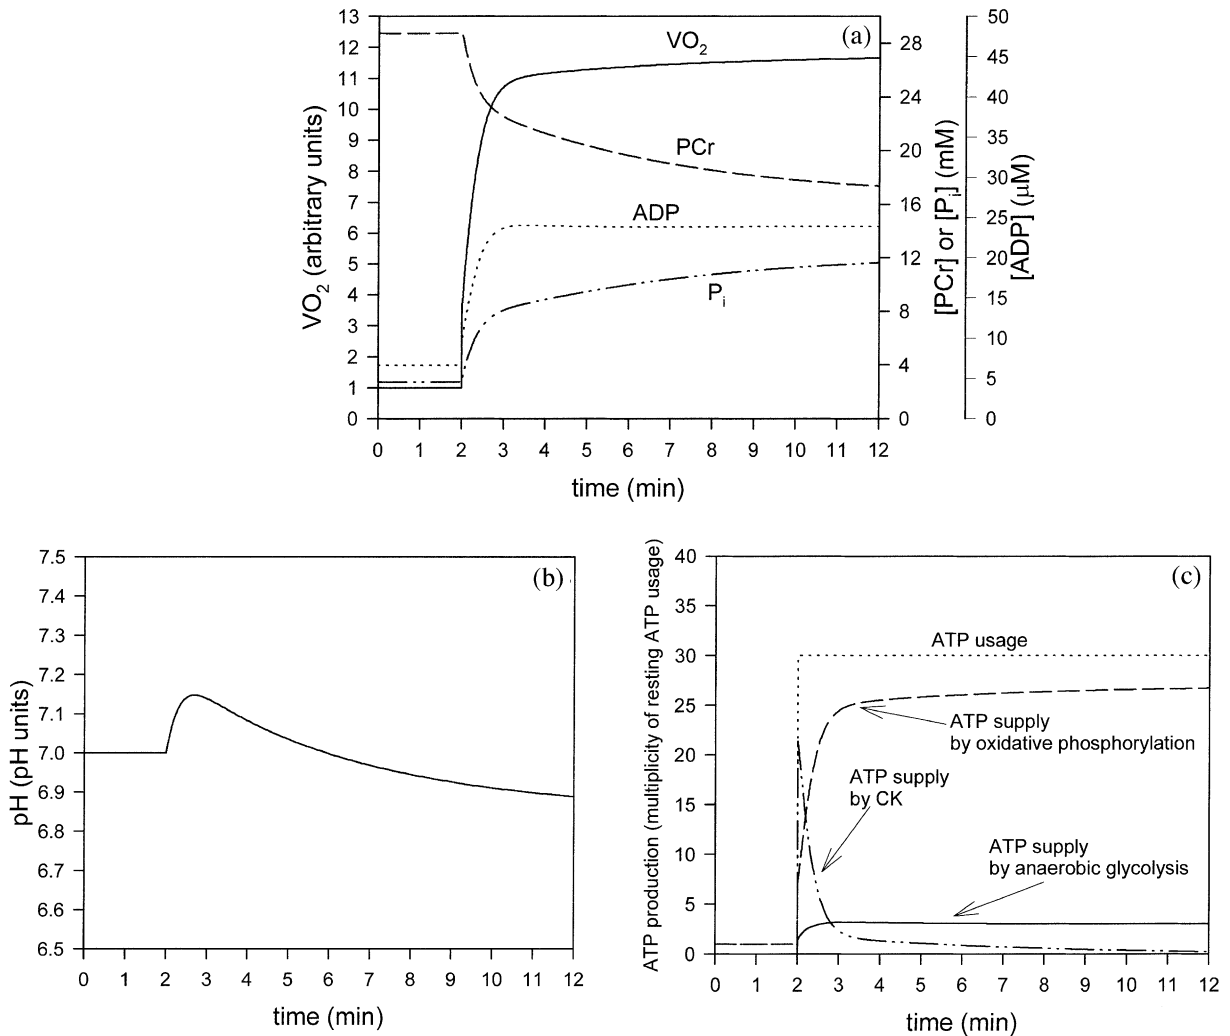 (a)
VO2
PCr
ADP
Pi
13
12
11
10
9
8
7
6
5
4
3
2
1
0
VO2 (arbitrary units)
28
24
20
16
12
8
4
0
[PCr] or [Pi] (mM)
50
45
40
35
30
25
20
15
10
5
0
[ADP] (μM)
0 1 2 3 4 5 6 7 8 9 10 11 12
time (min)
(b)
7.5
7.4
7.3
7.2
7.1
7.0
6.9
6.8
6.7
6.6
6.5
pH (pH units)
0 1 2 3 4 5 6 7 8 9 10 11 12
time (min)
(c)
40
35
30
25
20
15
10
5
0
ATP production (multiplicity of resting ATP usage)
ATP usage
ATP supply
by oxidative phosphorylation
ATP supply
by CK
ATP supply
by anaerobic glycolysis
0 1 2 3 4 5 6 7 8 9 10 11 12
time (min)